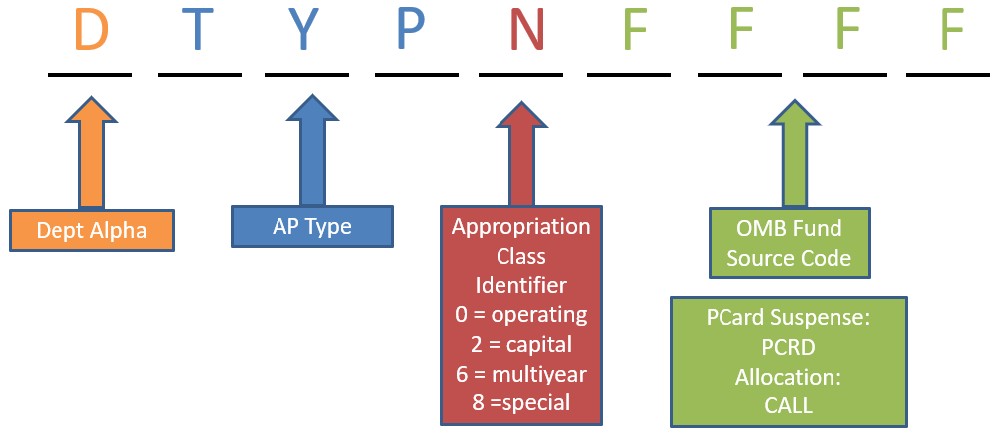 D T Y P N F F F F
Dept Alpha
AP Type
Appropriation
Class
Identifier
0 = operating
2 = capital
6 = multiyear
8 =special
OMB Fund
Source Code
PCard Suspense:
PCRD
Allocation:
CALL